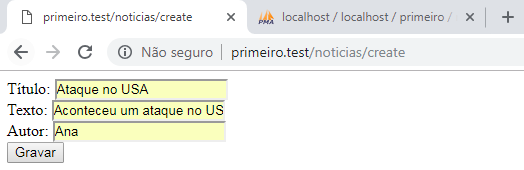 primeiro.test/noticias/create
PMA localhost / localhost / primeiro /
Não seguro | primeiro.test/noticias/create
Título: Ataque no USA
Texto: Aconteceu um ataque no US
Autor: Ana
Gravar